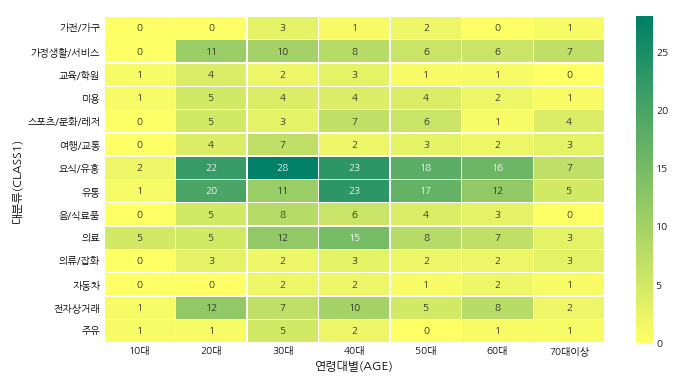 가전/가구 0 0 3 1 2 0 1
가정생활/서비스 0 11 10 8 6 6 7
교육/학원 1 4 2 3 1 1 0
미용 1 5 4 4 4 2 1
스포츠/문화/레저 0 5 3 7 6 1 4
여행/교통 0 4 7 2 3 2 3
요식/유흥 2 22 28 23 18 16 7
유통 1 20 11 23 17 12 5
음/식료품 0 5 8 6 4 3 0
의료 5 5 12 15 8 7 3
의류/잡화 0 3 2 3 2 2 3
자동차 0 0 2 2 1 2 1
전자상거래 1 12 7 10 5 8 2
주유 1 1 5 2 0 1 1
10대 20대 30대 40대 50대 60대 70대이상
연령대별(AGE)
대분류(CLASS1)
25
20
15
10
5
0